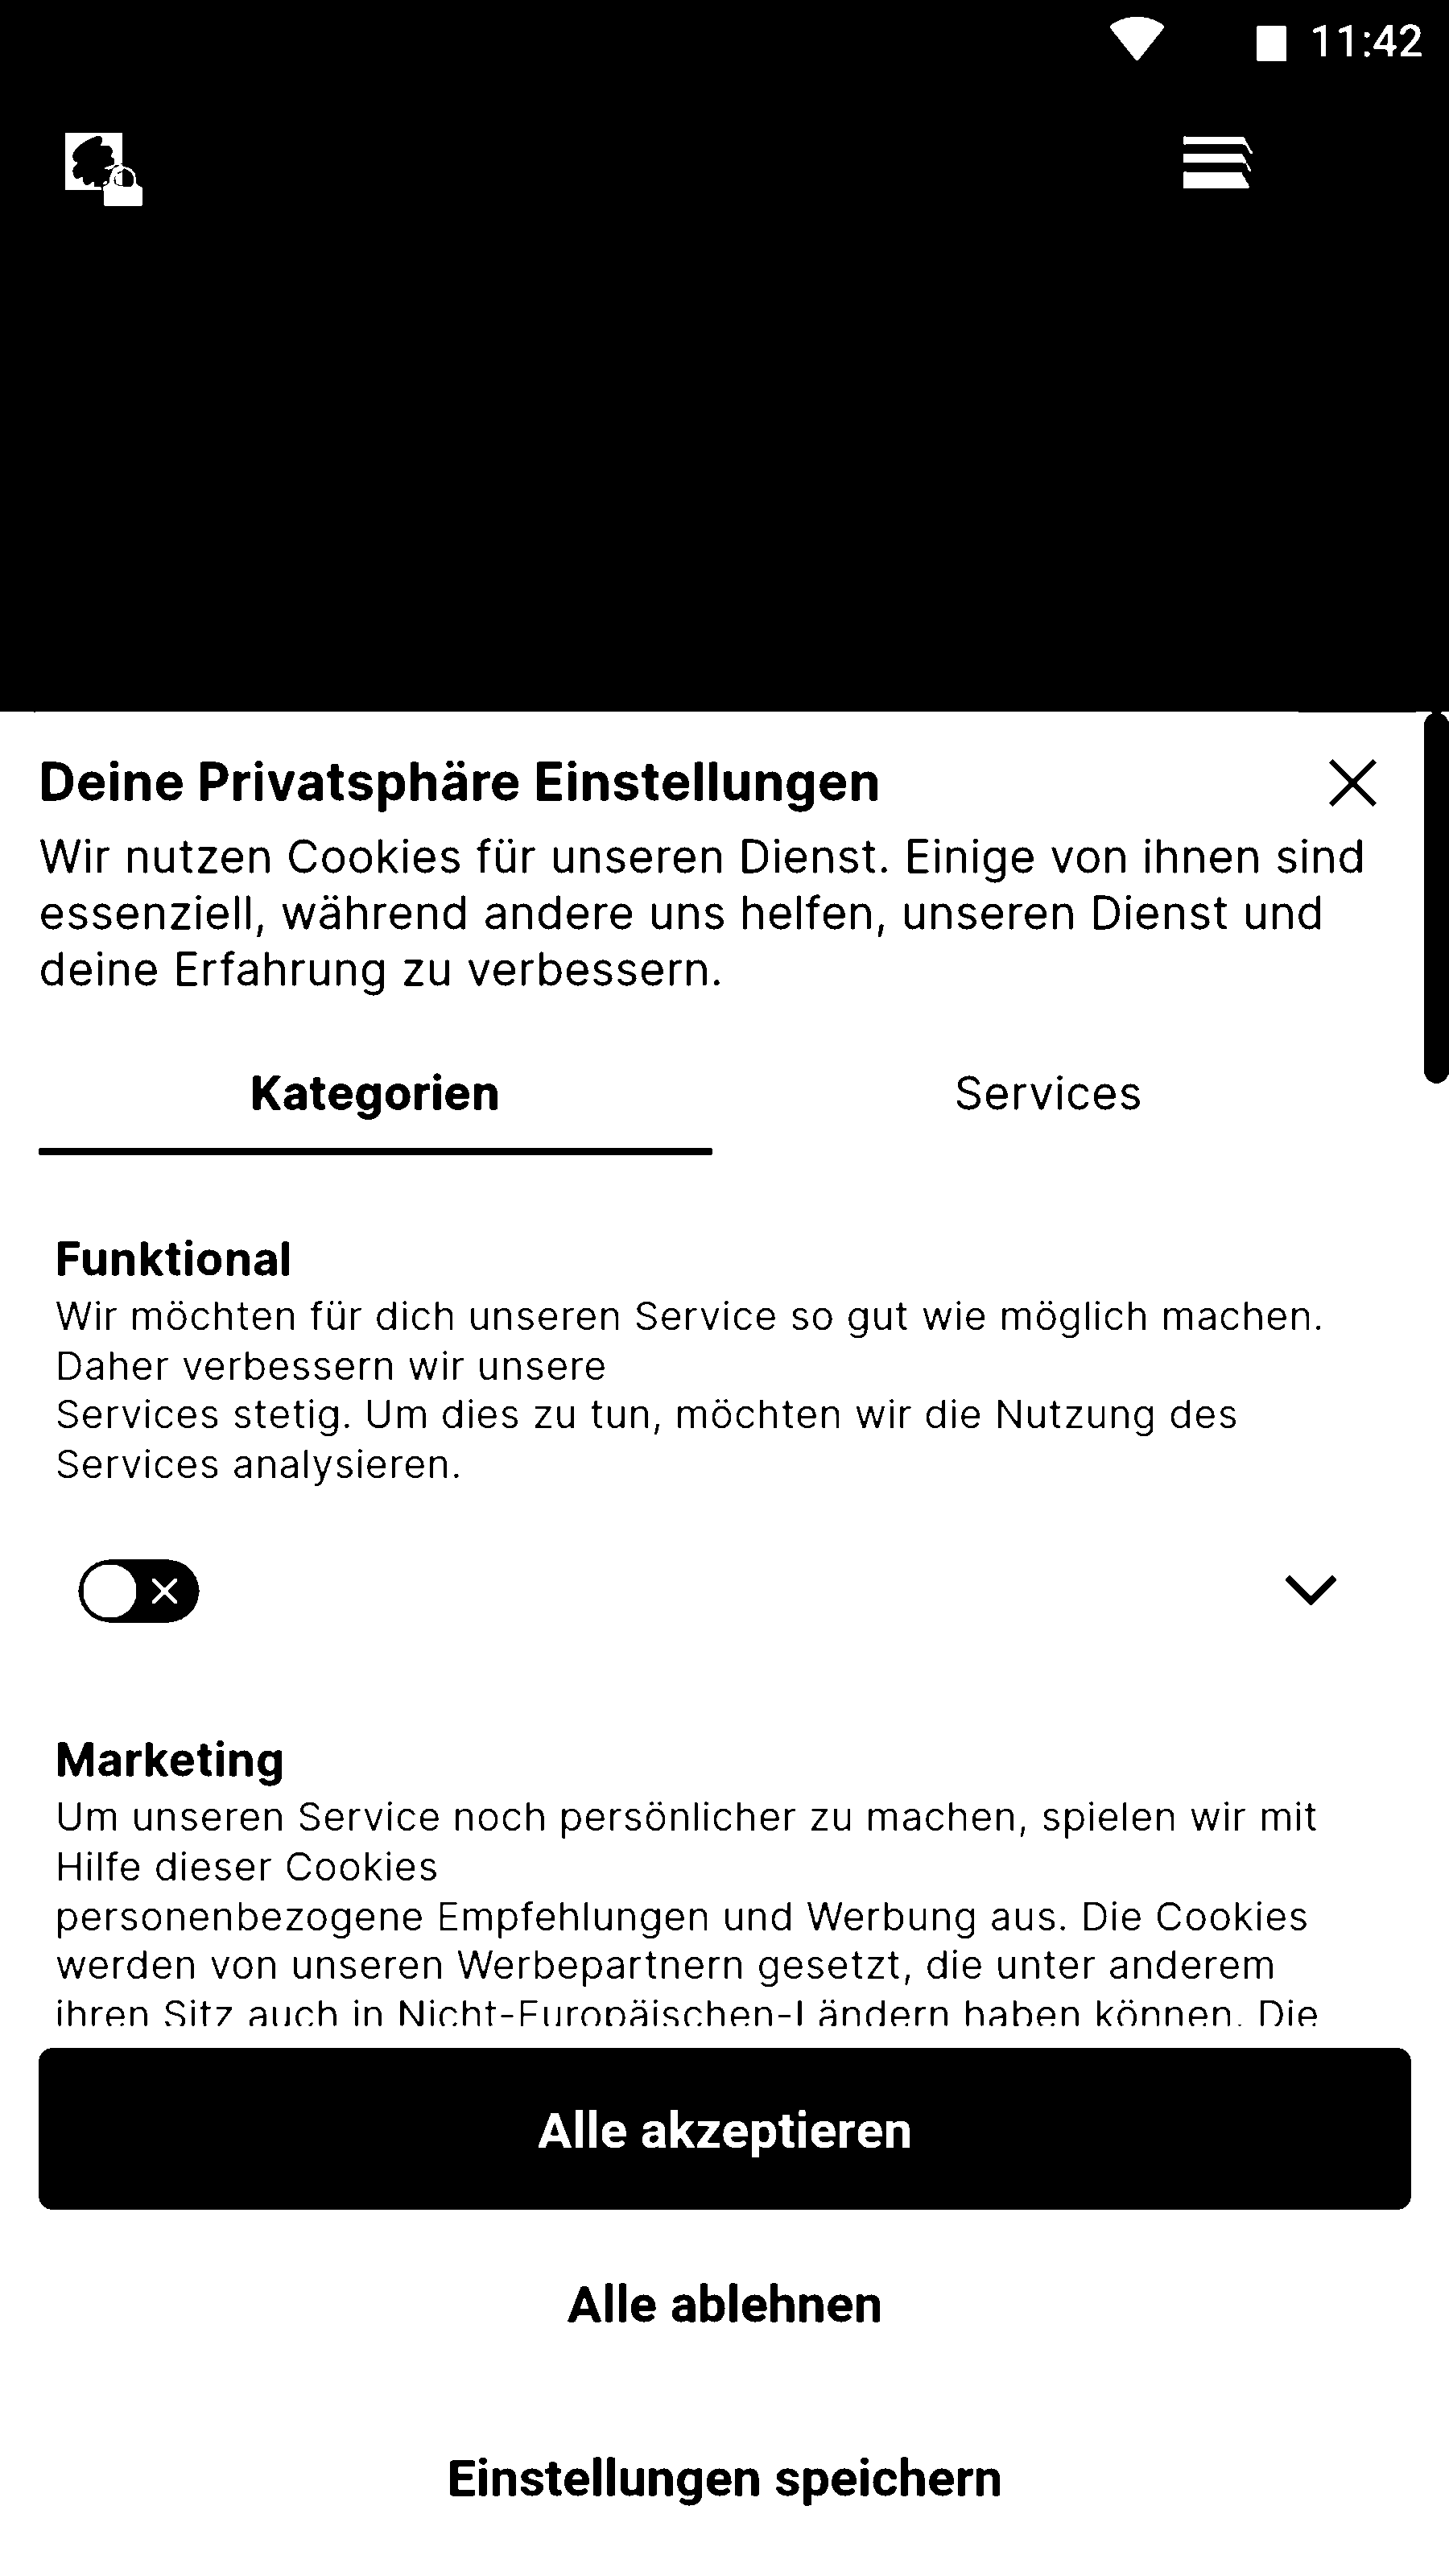 11:42
Deine Privatsphäre Einstellungen
Wir nutzen Cookies für unseren Dienst. Einige von ihnen sind
essenziell, während andere uns helfen, unseren Dienst und
deine Erfahrung zu verbessern.
Kategorien
Services
Funktional
Wir möchten für dich unseren Service so gut wie möglich machen.
Daher verbessern wir unsere
Services stetig. Um dies zu tun, möchten wir die Nutzung des
Services analysieren.
Marketing
Um unseren Service noch persönlicher zu machen, spielen wir mit
Hilfe dieser Cookies
personenbezogene Empfehlungen und Werbung aus. Die Cookies
werden von unseren Werbepartnern gesetzt, die unter anderem
ihren Sitz auch in Nicht-Europäischen-Ländern haben können. Die
Alle akzeptieren
Alle ablehnen
Einstellungen speichern